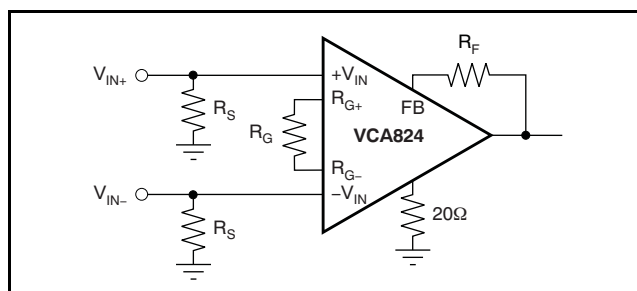 R_F
V_IN+
+V_IN
R_S
R_G+
FB
R_G
VCA824
R_G−
V_IN−
−V_IN
R_S
20Ω